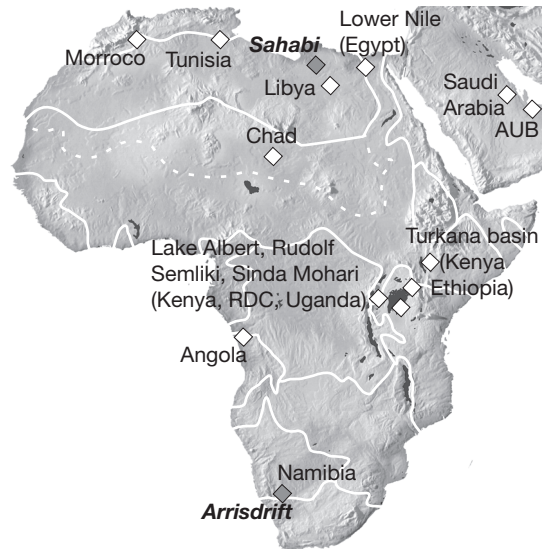 Lower Nile
(Egypt)
Sahabi
Morroco
Tunisia
Libya
Saudi
Arabia
AUB
Chad
Turkana basin
(Kenya
Ethiopia)
Lake Albert, Rudolf
Semliki, Sinda Mohari
(Kenya, RDC, Uganda)
Angola
Namibia
Arrisdrift